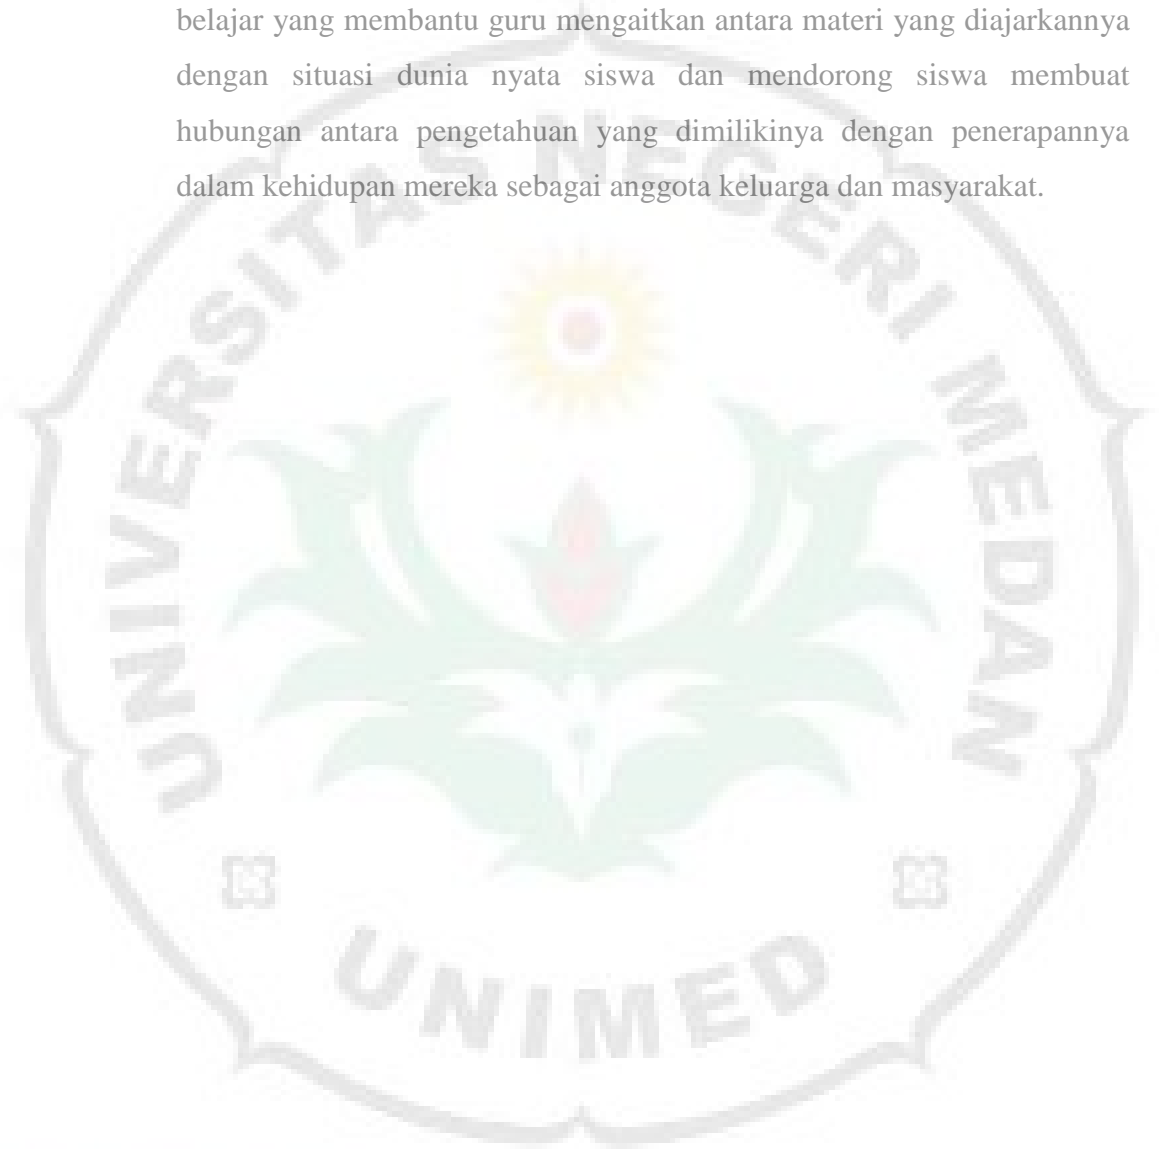 belajar yang membantu guru mengaitkan antara materi yang diajarkannya
dengan situasi dunia nyata siswa dan mendorong siswa membuat
hubungan antara pengetahuan yang dimilikinya dengan penerapannya
dalam kehidupan mereka sebagai anggota keluarga dan masyarakat.
UNIVERSITAS NEGERI MEDAN
UNIMED